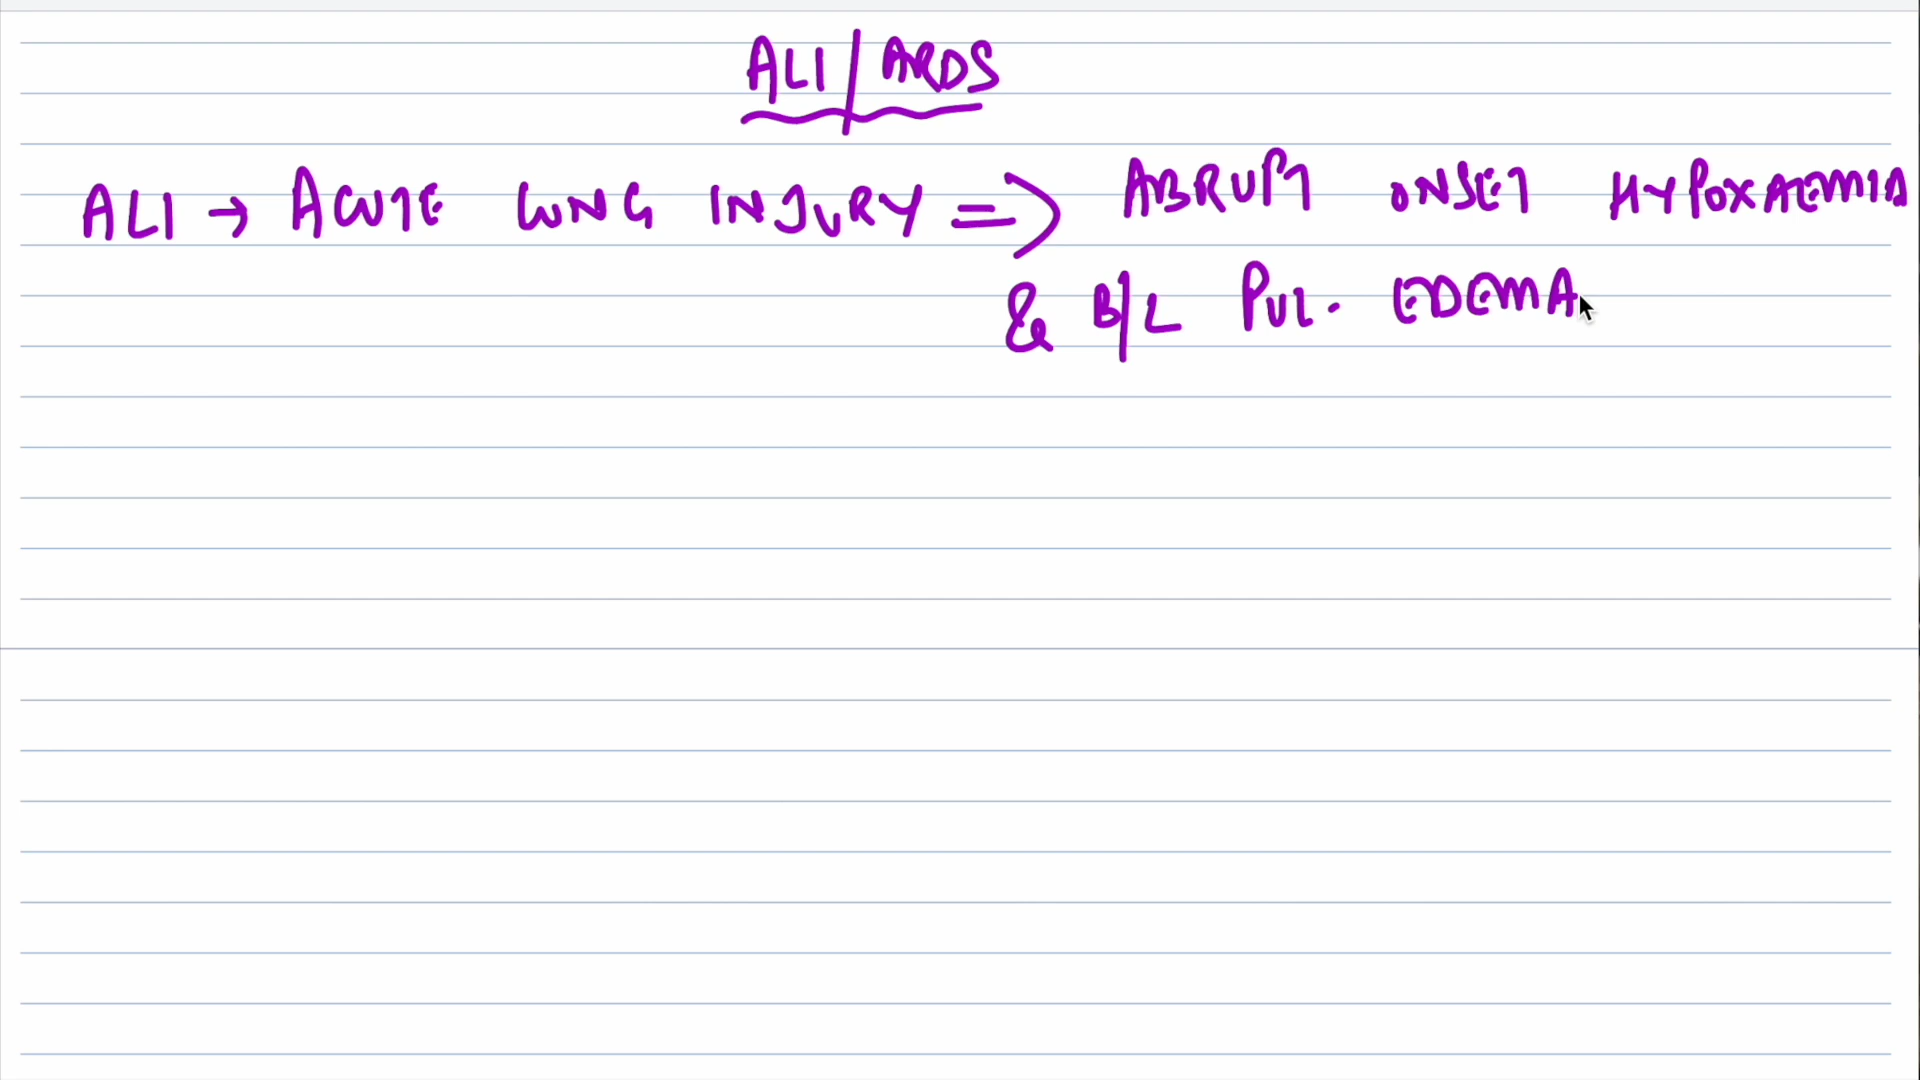 ALI/ARDS
ALI → ACUTE LUNG INJURY => ABRUPT ONSET HYPOXAEMIA
& B/L PUL. EDEMA